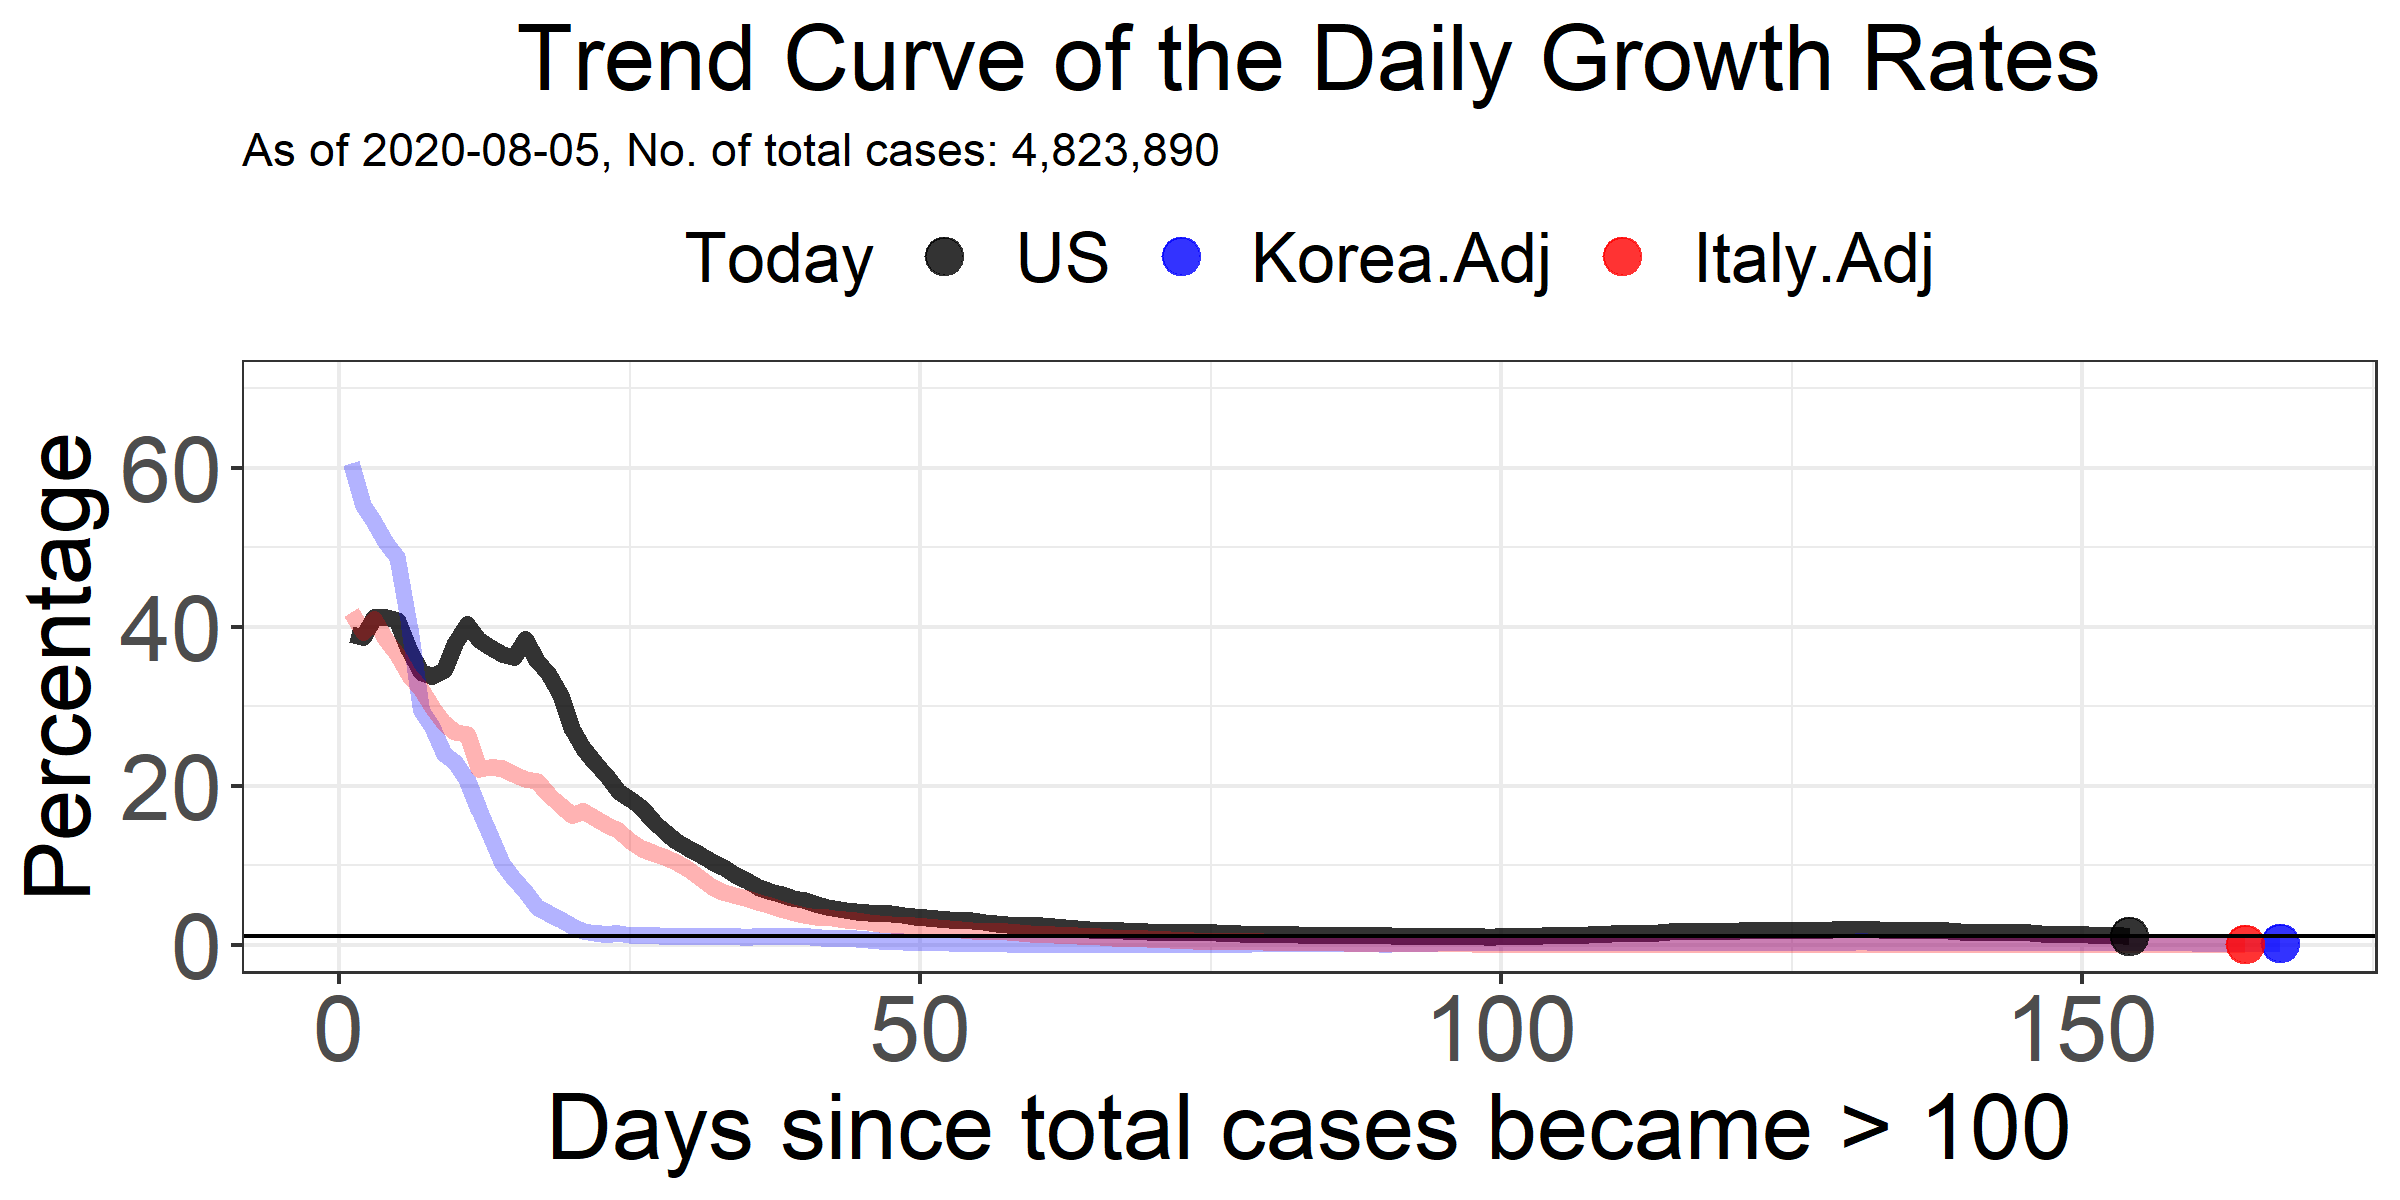 Trend Curve of the Daily Growth Rates
As of 2020-08-05, No. of total cases: 4,823,890
Today US Korea.Adj Italy.Adj
Percentage
60
40
20
0
0 50 100 150
Days since total cases became > 100